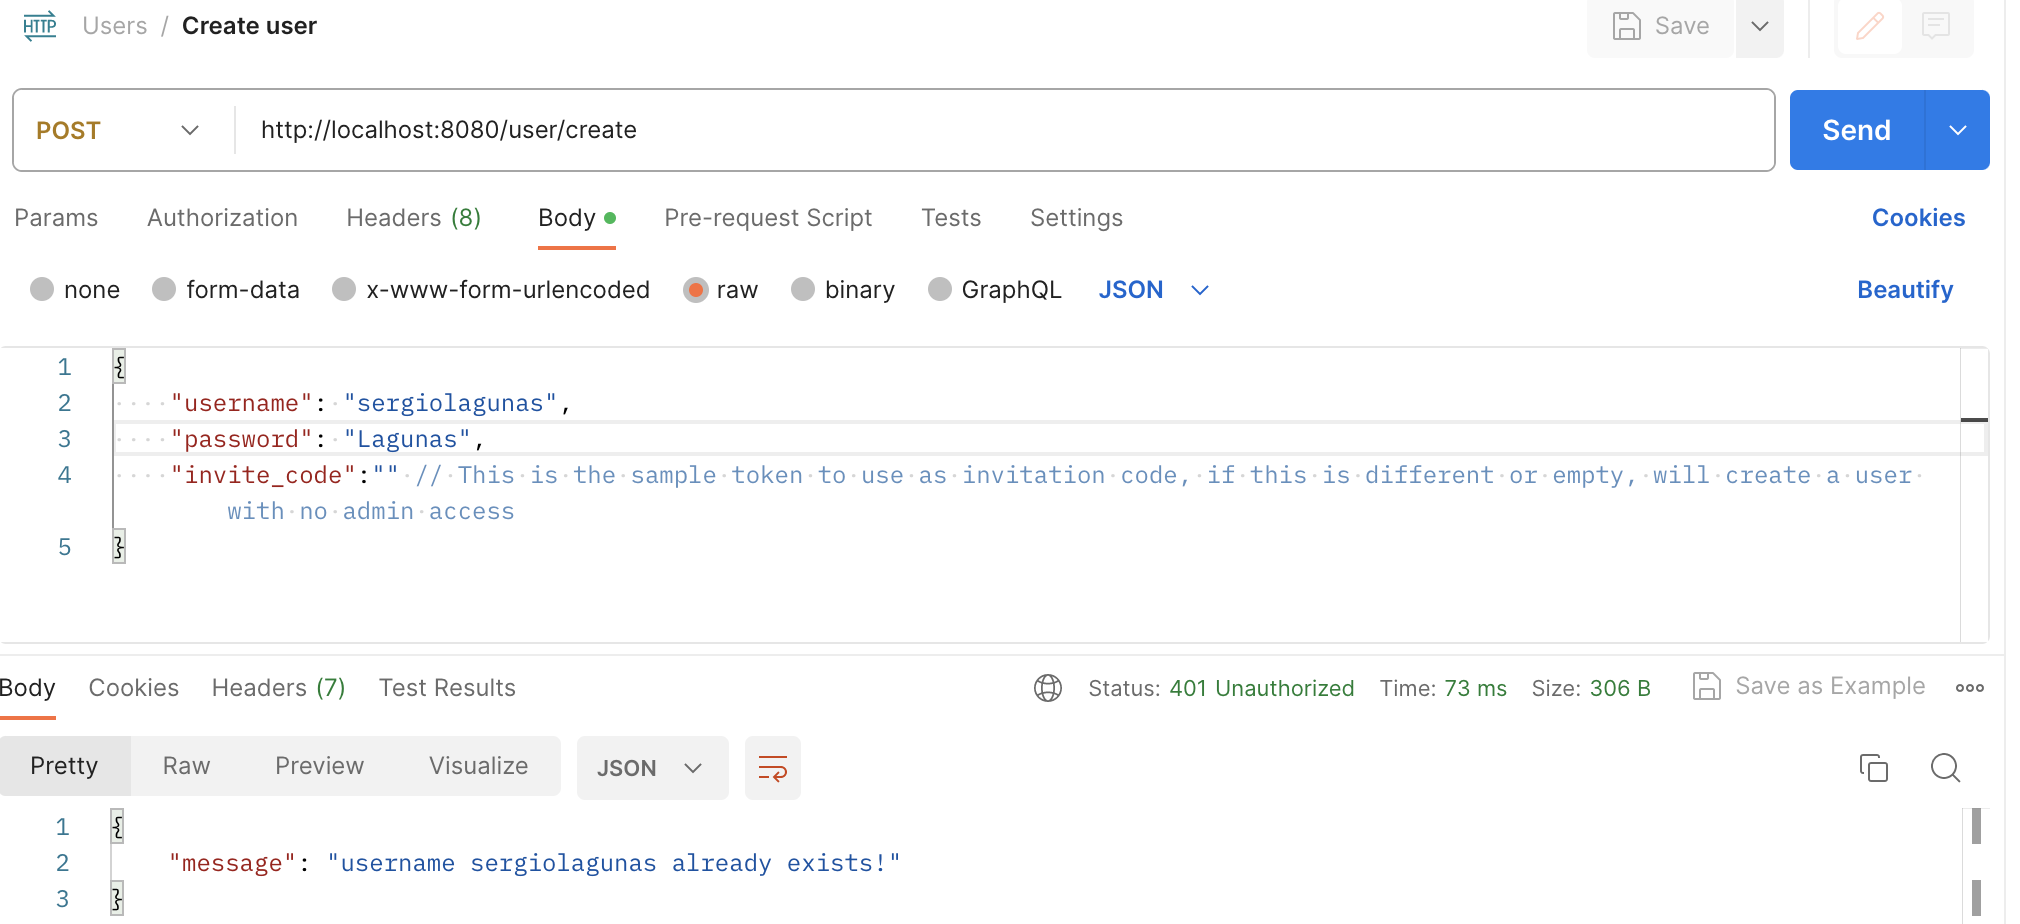 HTTP Users / Create user Save
POST http://localhost:8080/user/create Send
Params Authorization Headers (8) Body Pre-request Script Tests Settings Cookies
none form-data x-www-form-urlencoded raw binary GraphQL JSON Beautify
1 {
2 "username": "sergiolagunas",
3 "password": "Lagunas",
4 "invite_code":"" // This is the sample token to use as invitation code, if this is different or empty, will create a user
with no admin access
5 }
Body Cookies Headers (7) Test Results Status: 401 Unauthorized Time: 73 ms Size: 306 B Save as Example
Pretty Raw Preview Visualize JSON
1 {
2 "message": "username sergiolagunas already exists!"
3 }